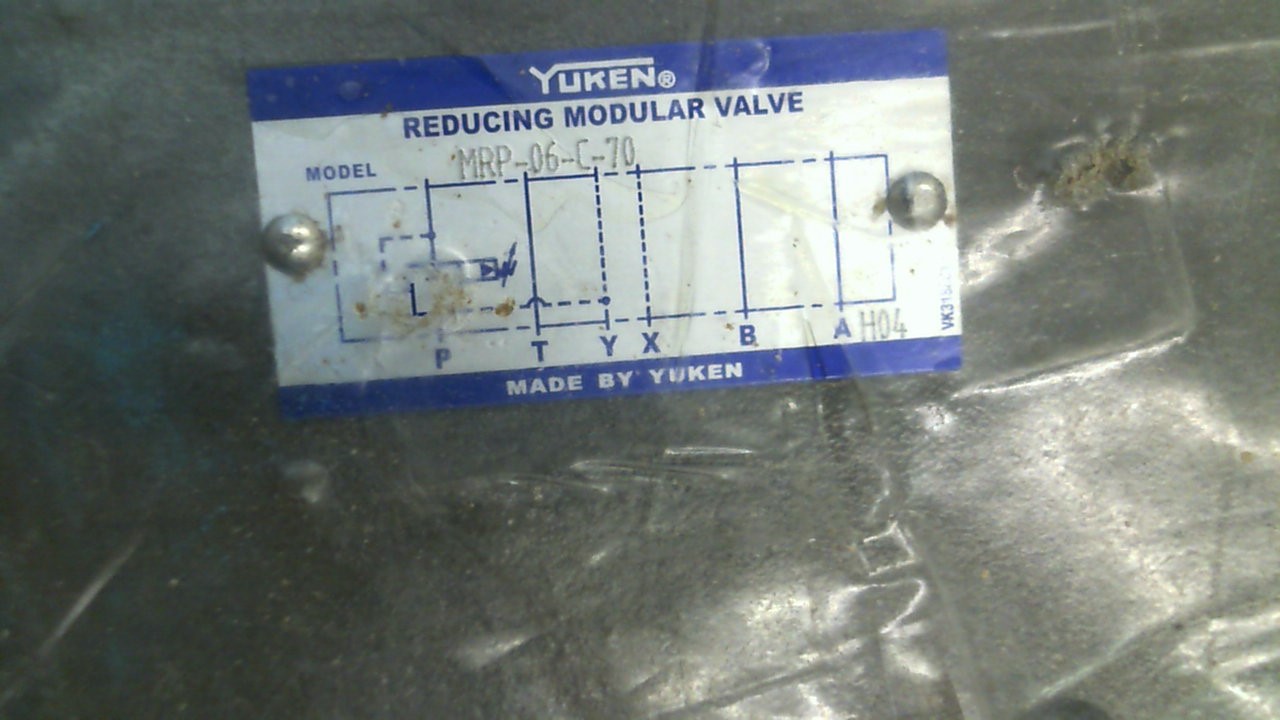 YUKEN®
REDUCING MODULAR VALVE
MODEL MRP-06-C-70
P T Y X B A H04
MADE BY YUKEN